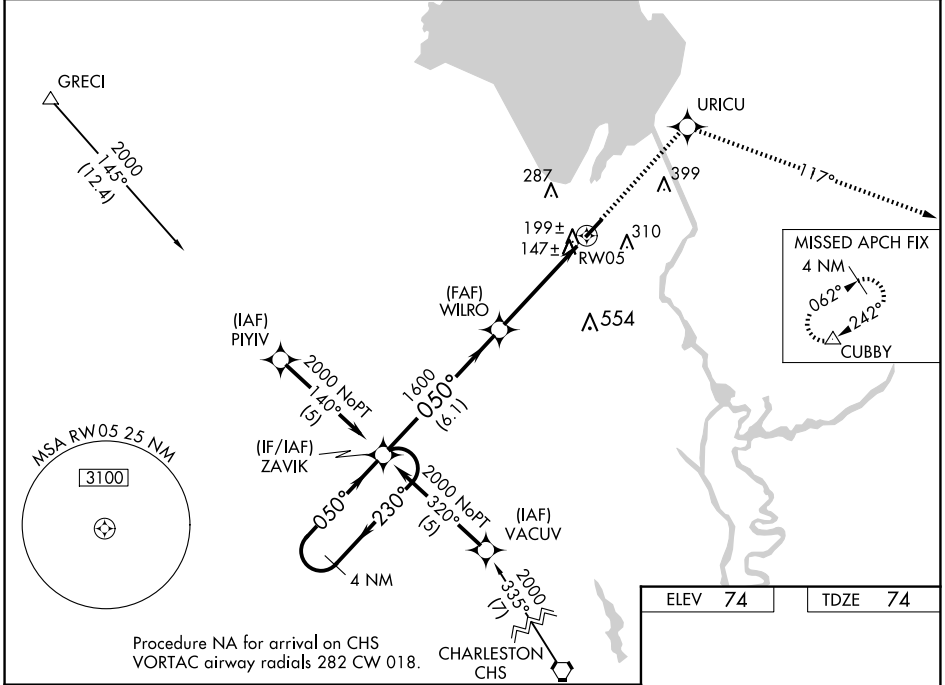 GRECI
2000
145°
(12.4)
URICU
117°
287
399
199±
147±
310
RW05
MISSED APCH FIX
4 NM
062°
242°
CUBBY
(FAF)
WILRO
554
(IAF)
PIYIV
2000 NoPT
140°
(5)
1600
050°
(6.1)
MSA RW05 25 NM
3100
(IF/IAF)
ZAVIK
050°
230°
4 NM
2000 NoPT
320°
(5)
(IAF)
VACUV
2000
335°
(7)
CHARLESTON
CHS
Procedure NA for arrival on CHS
VORTAC airway radials 282 CW 018.
ELEV 74
TDZE 74